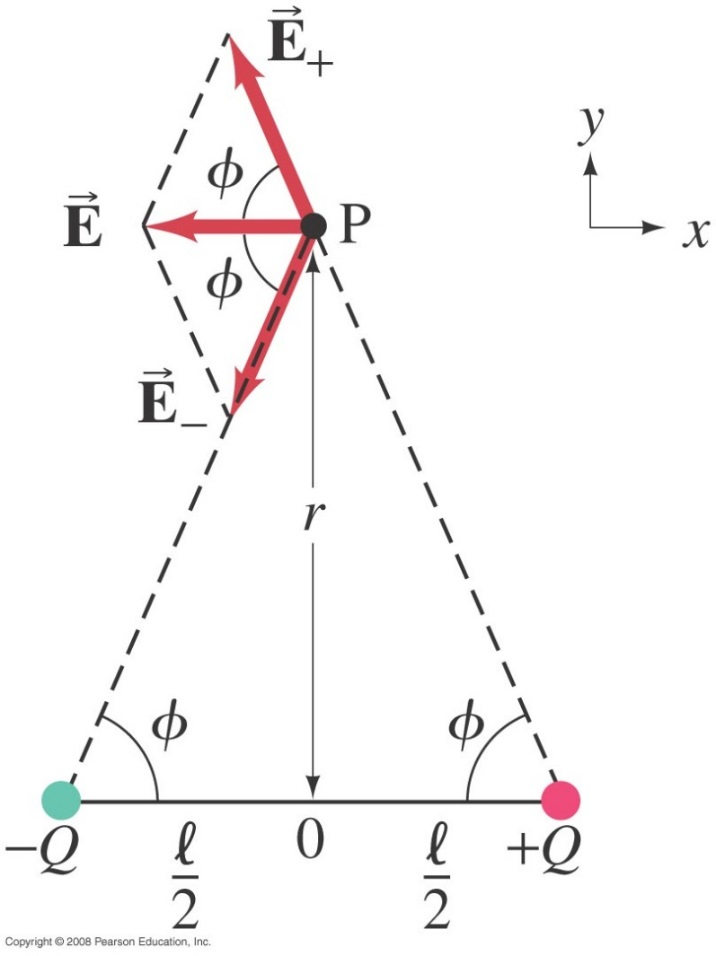 E⃗₊
y
ϕ
E⃗ P x
ϕ
E⃗₋
r
ϕ ϕ
−Q ℓ/2 0 ℓ/2 +Q
Copyright © 2008 Pearson Education, Inc.